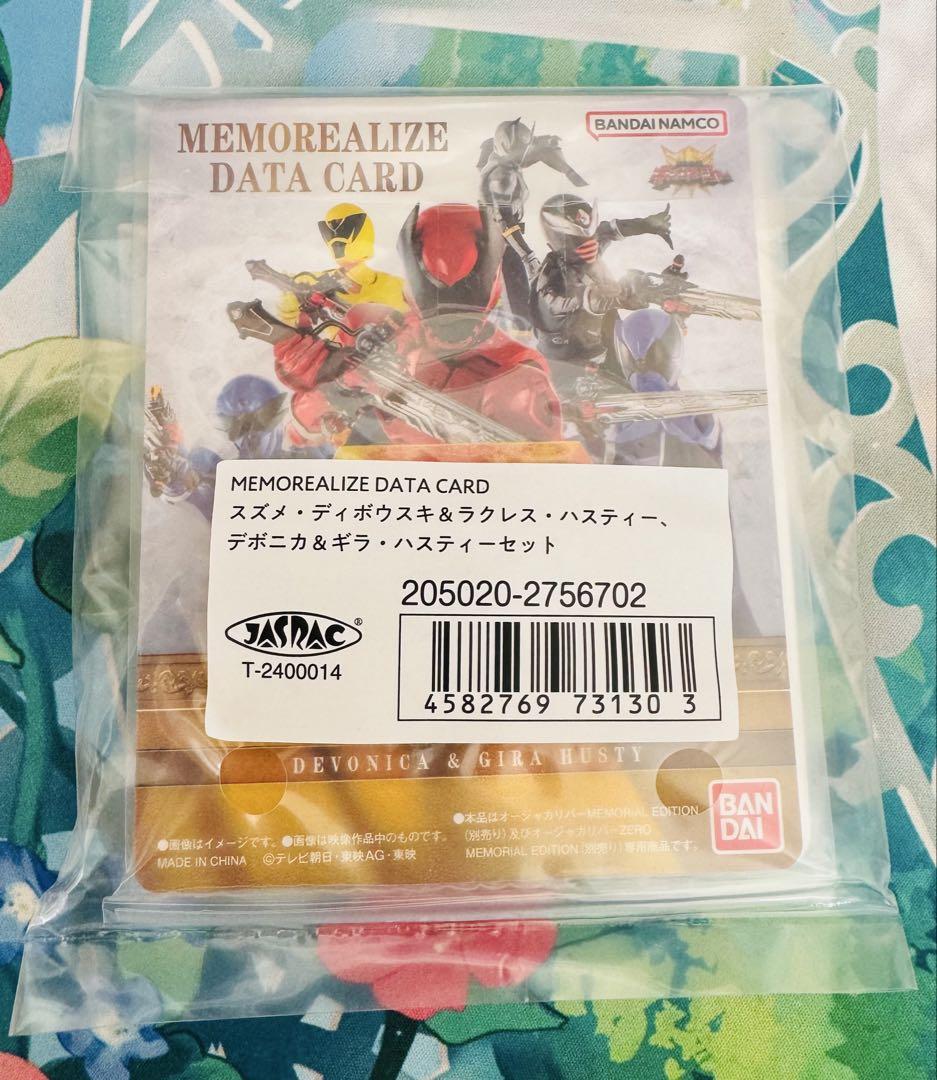 MEMOREALIZE
DATA CARD
BANDAI NAMCO
MEMOREALIZE DATA CARD
スズメ・ディボウスキ＆ラクレス・ハスティー、
デボニカ＆ギラ・ハスティーセット
205020-2756702
JASRAC®
T-2400014
4582769 73130 3
DEVONICA & GIRA HUSTY
●画像はイメージです。 ●画像は映像作品中のものです。
MADE IN CHINA ©テレビ朝日・東映AG・東映
●本品はオージャカリバーMEMORIAL EDITION
(別売り)及びオージャカリバーZERO
MEMORIAL EDITION(別売り)専用商品です。
BAN
DAI